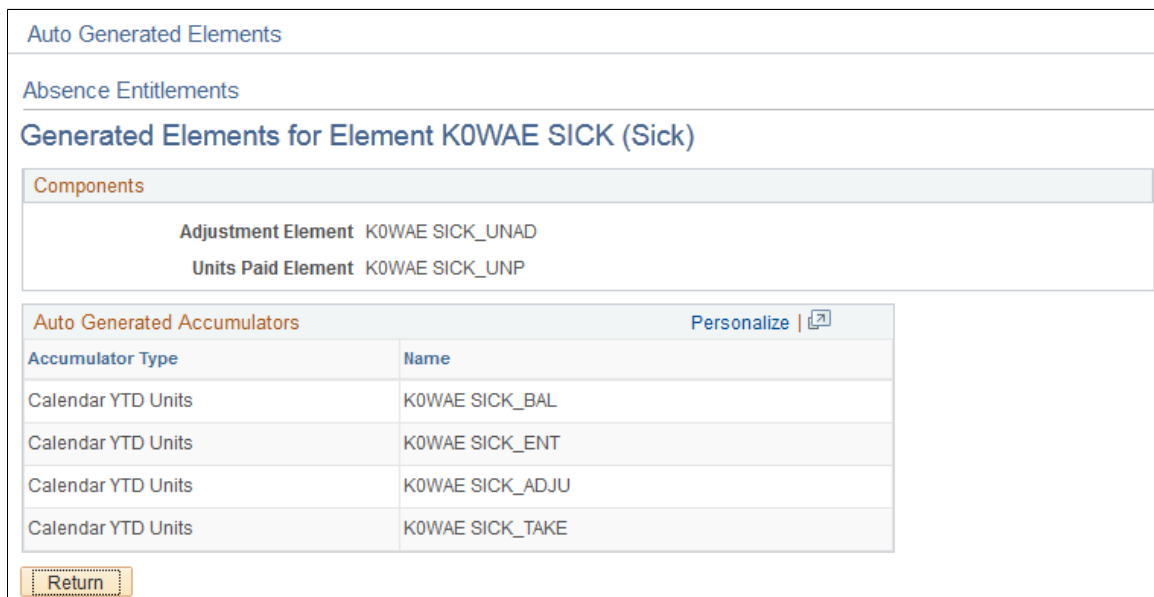 Auto Generated Elements
Absence Entitlements
Generated Elements for Element K0WAE SICK (Sick)
Components
Adjustment Element K0WAE SICK_UNAD
Units Paid Element K0WAE SICK_UNP
Auto Generated Accumulators Personalize |
Accumulator Type Name
Calendar YTD Units K0WAE SICK_BAL
Calendar YTD Units K0WAE SICK_ENT
Calendar YTD Units K0WAE SICK_ADJU
Calendar YTD Units K0WAE SICK_TAKE
Return